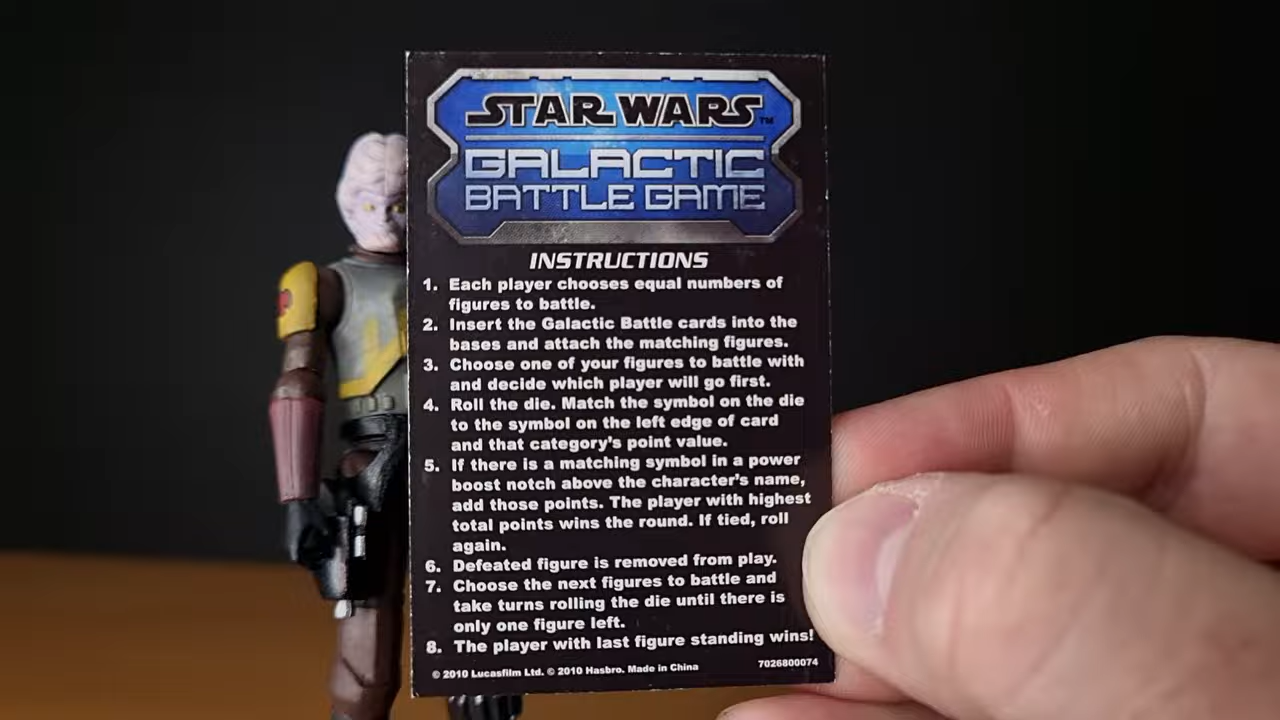 STAR WARS™
GALACTIC
BATTLE GAME
INSTRUCTIONS
1. Each player chooses equal numbers of
figures to battle.
2. Insert the Galactic Battle cards into the
bases and attach the matching figures.
3. Choose one of your figures to battle with
and decide which player will go first.
4. Roll the die. Match the symbol on the die
to the symbol on the left edge of card
and that category's point value.
5. If there is a matching symbol in a power
boost notch above the character's name,
add those points. The player with highest
total points wins the round. If tied, roll
again.
6. Defeated figure is removed from play.
7. Choose the next figures to battle and
take turns rolling the die until there is
only one figure left.
8. The player with last figure standing wins!
© 2010 Lucasfilm Ltd. © 2010 Hasbro. Made in China 7026800074